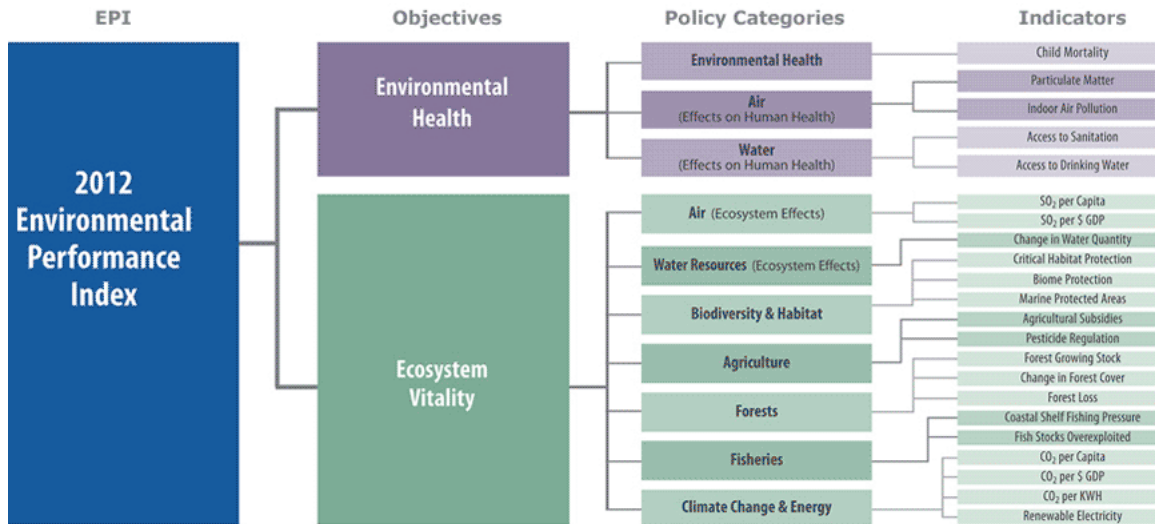 EPI
Objectives
Policy Categories
Indicators
2012
Environmental
Performance
Index
Environmental
Health
Ecosystem
Vitality
Environmental Health
Air
(Effects on Human Health)
Water
(Effects on Human Health)
Air (Ecosystem Effects)
Water Resources (Ecosystem Effects)
Biodiversity & Habitat
Agriculture
Forests
Fisheries
Climate Change & Energy
Child Mortality
Particulate Matter
Indoor Air Pollution
Access to Sanitation
Access to Drinking Water
SO₂ per Capita
SO₂ per $ GDP
Change in Water Quantity
Critical Habitat Protection
Biome Protection
Marine Protected Areas
Agricultural Subsidies
Pesticide Regulation
Forest Growing Stock
Change in Forest Cover
Forest Loss
Coastal Shelf Fishing Pressure
Fish Stocks Overexploited
CO₂ per Capita
CO₂ per $ GDP
CO₂ per KWH
Renewable Electricity